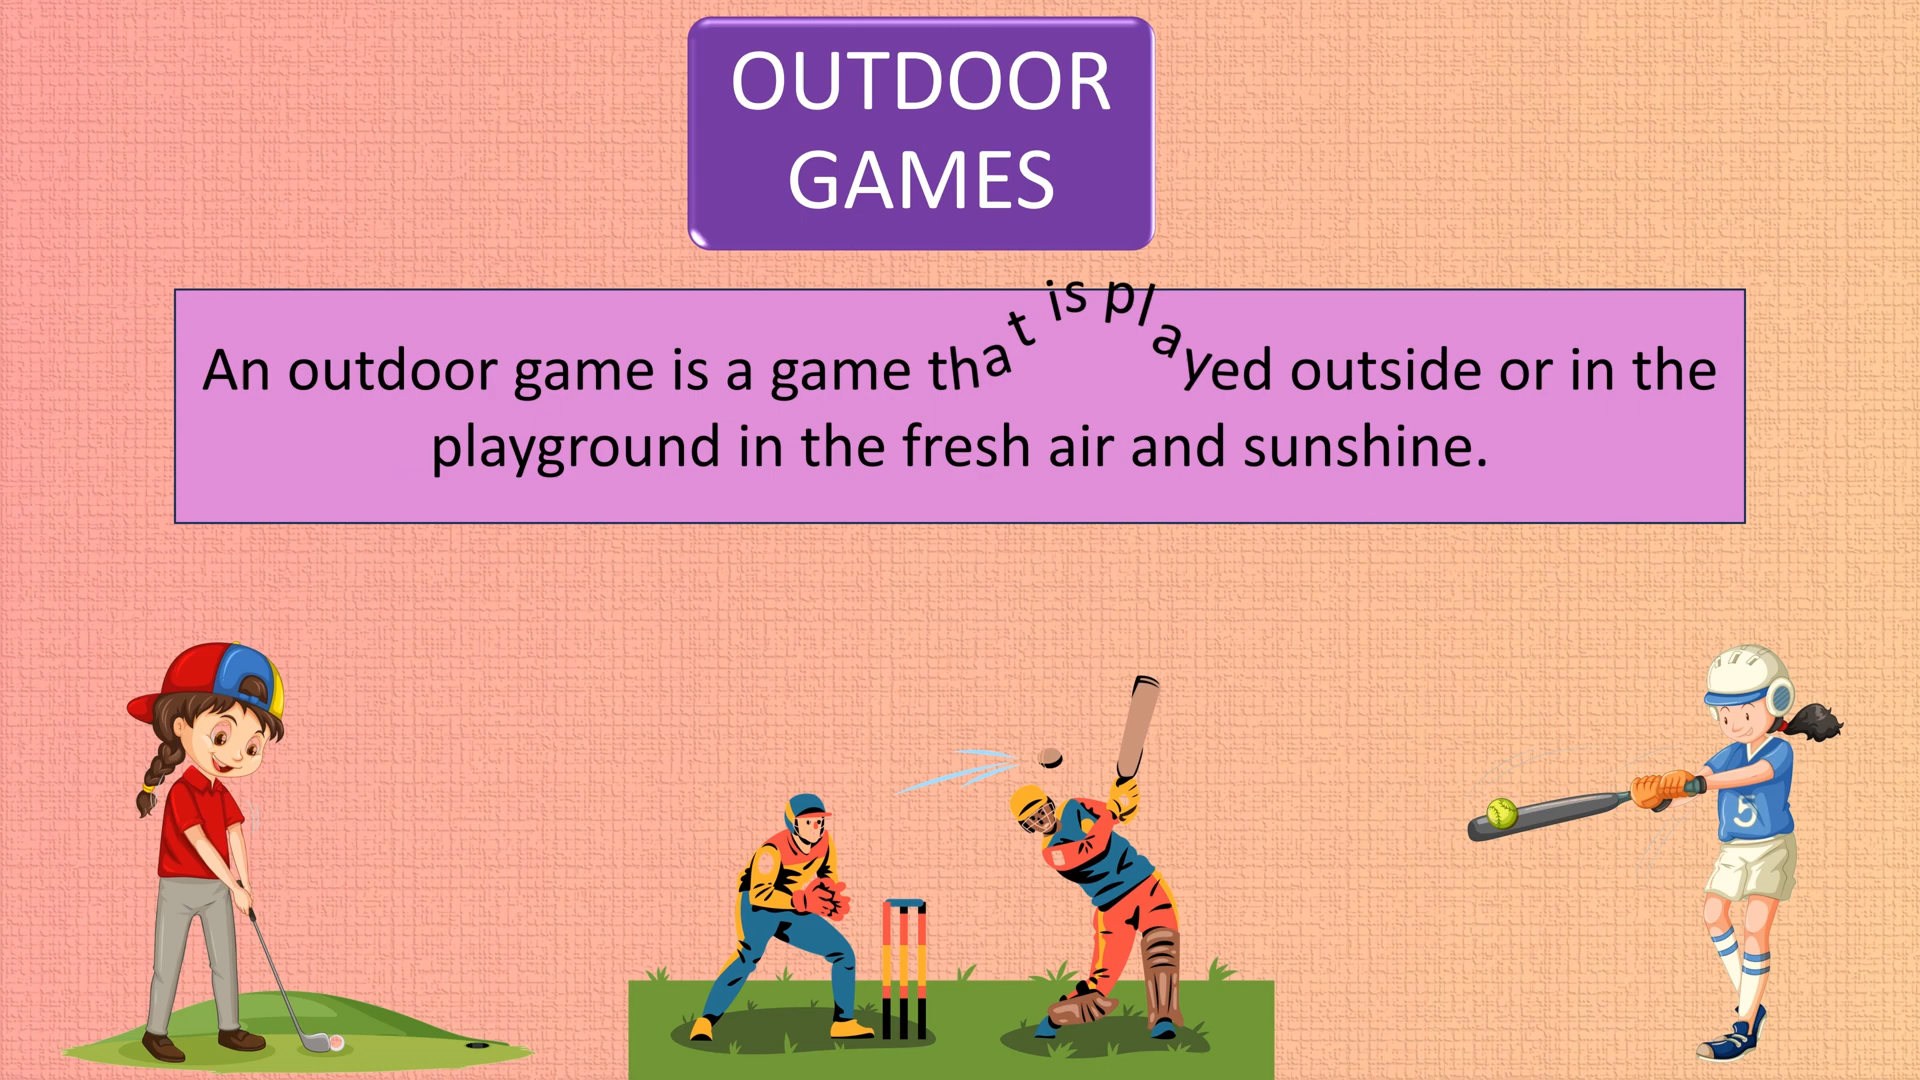 OUTDOOR
GAMES
An outdoor game is a game that is played outside or in the
playground in the fresh air and sunshine.
5